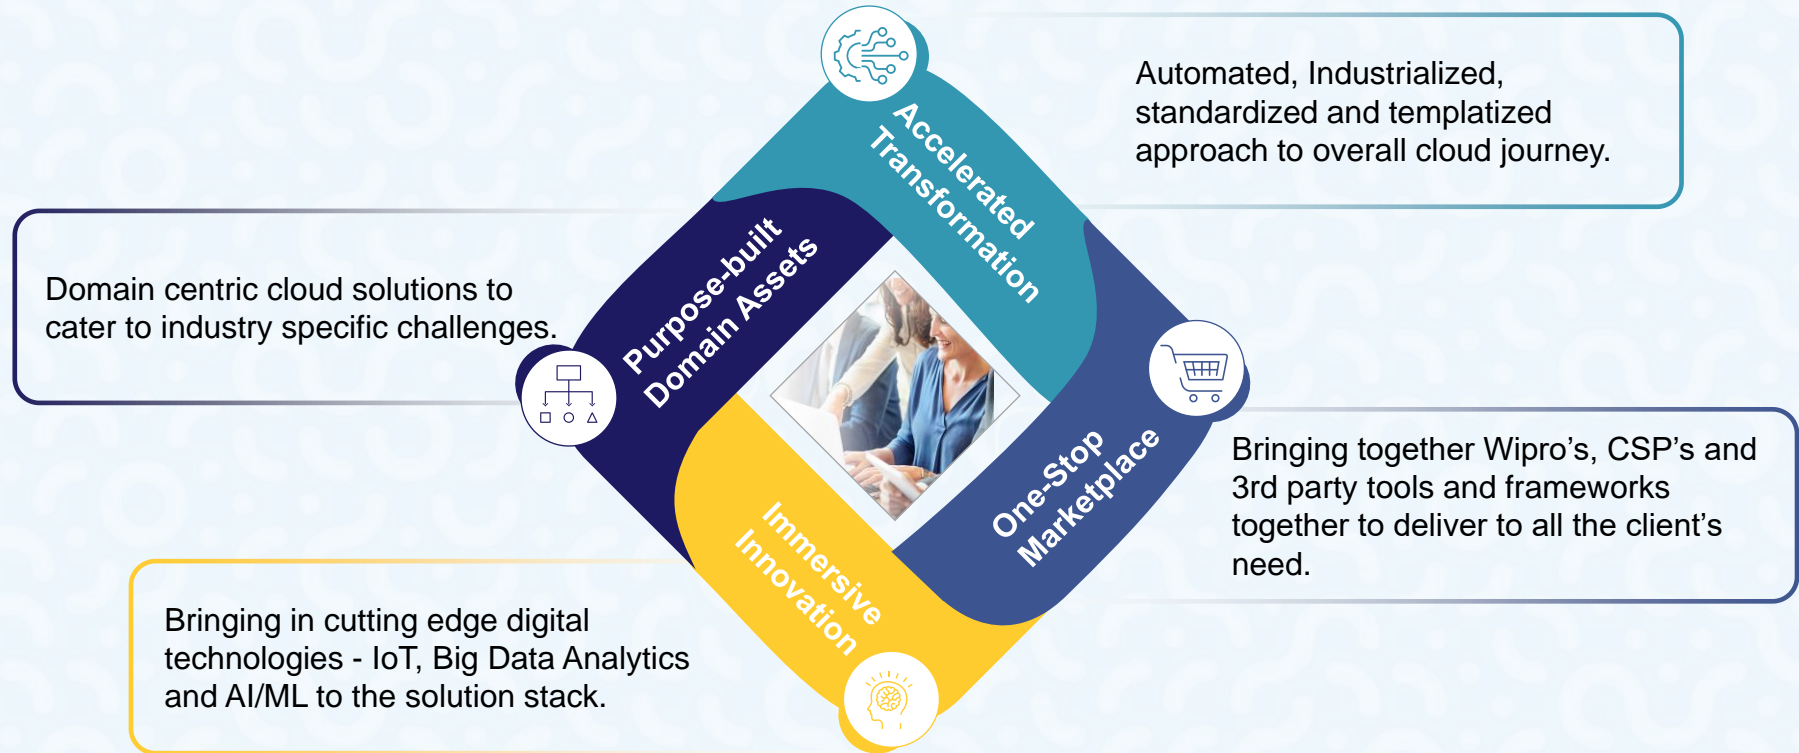 Accelerated
Transformation
Automated, Industrialized,
standardized and templatized
approach to overall cloud journey.
Purpose-built
Domain Assets
Domain centric cloud solutions to
cater to industry specific challenges.
One-Stop
Marketplace
Bringing together Wipro’s, CSP’s and
3rd party tools and frameworks
together to deliver to all the client’s
need.
Immersive
Innovation
Bringing in cutting edge digital
technologies - IoT, Big Data Analytics
and AI/ML to the solution stack.